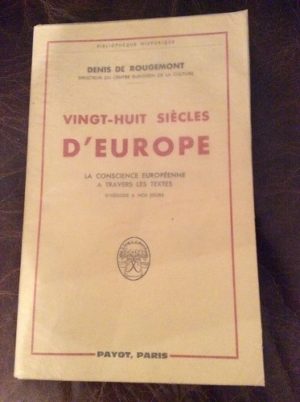 BIBLIOTHÈQUE HISTORIQUE
DENIS DE ROUGEMONT
DIRECTEUR DU CENTRE EUROPÉEN DE LA CULTURE
VINGT-HUIT SIÈCLES
D'EUROPE
LA CONSCIENCE EUROPÉENNE
A TRAVERS LES TEXTES
D'HÉSIODE A NOS JOURS
PAYOT, PARIS